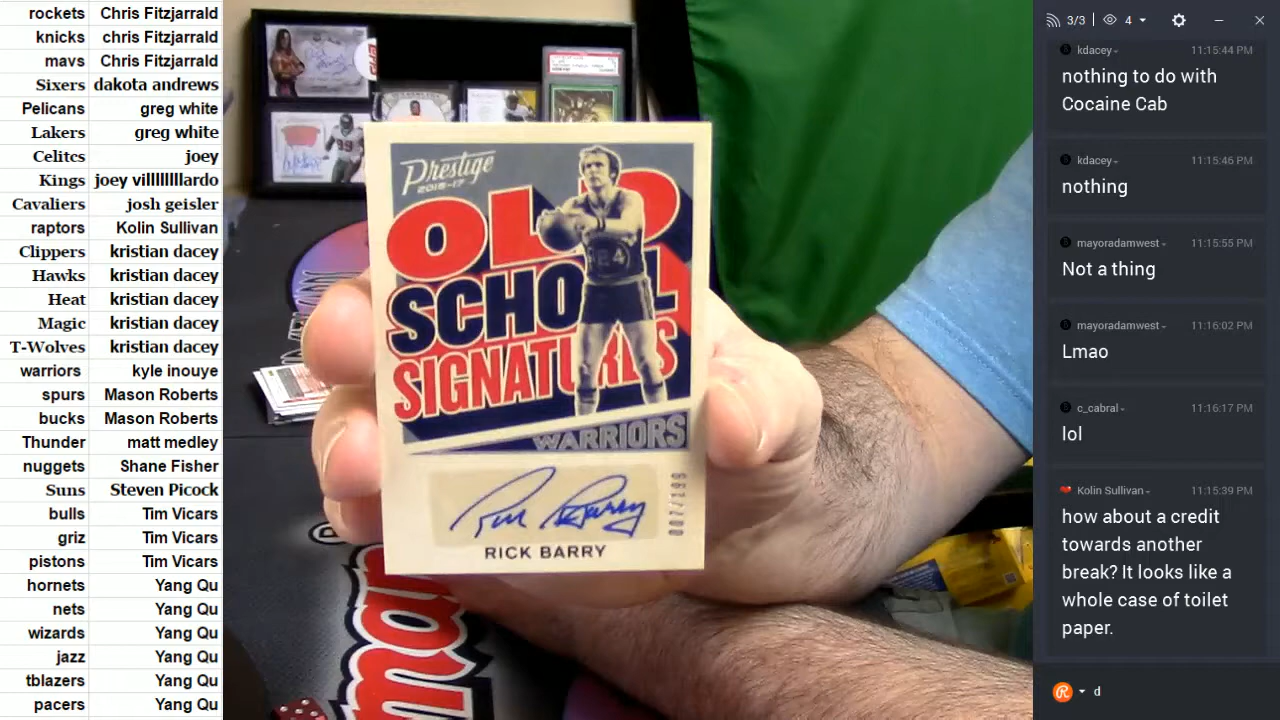 rockets Chris Fitzjarrald
knicks chris Fitzjarrald
mavs Chris Fitzjarrald
Sixers dakota andrews
Pelicans greg white
Lakers greg white
Celitcs joey
Kings joey villlllllllardo
Cavaliers josh geisler
raptors Kolin Sullivan
Clippers kristian dacey
Hawks kristian dacey
Heat kristian dacey
Magic kristian dacey
T-Wolves kristian dacey
warriors kyle inouye
spurs Mason Roberts
bucks Mason Roberts
Thunder matt medley
nuggets Shane Fisher
Suns Steven Picock
bulls Tim Vicars
griz Tim Vicars
pistons Tim Vicars
hornets Yang Qu
nets Yang Qu
wizards Yang Qu
jazz Yang Qu
tblazers Yang Qu
pacers Yang Qu
Prestige
2016-17
OLD
SCHOOL
SIGNATURES
24
WARRIORS
Rick Barry
007/199
RICK BARRY
99
3/3 4
kdacey 11:15:44 PM
nothing to do with
Cocaine Cab
kdacey 11:15:46 PM
nothing
mayoradamwest 11:15:55 PM
Not a thing
mayoradamwest 11:16:02 PM
Lmao
c_cabral 11:16:17 PM
lol
Kolin Sullivan 11:15:39 PM
how about a credit
towards another
break? It looks like a
whole case of toilet
paper.
d